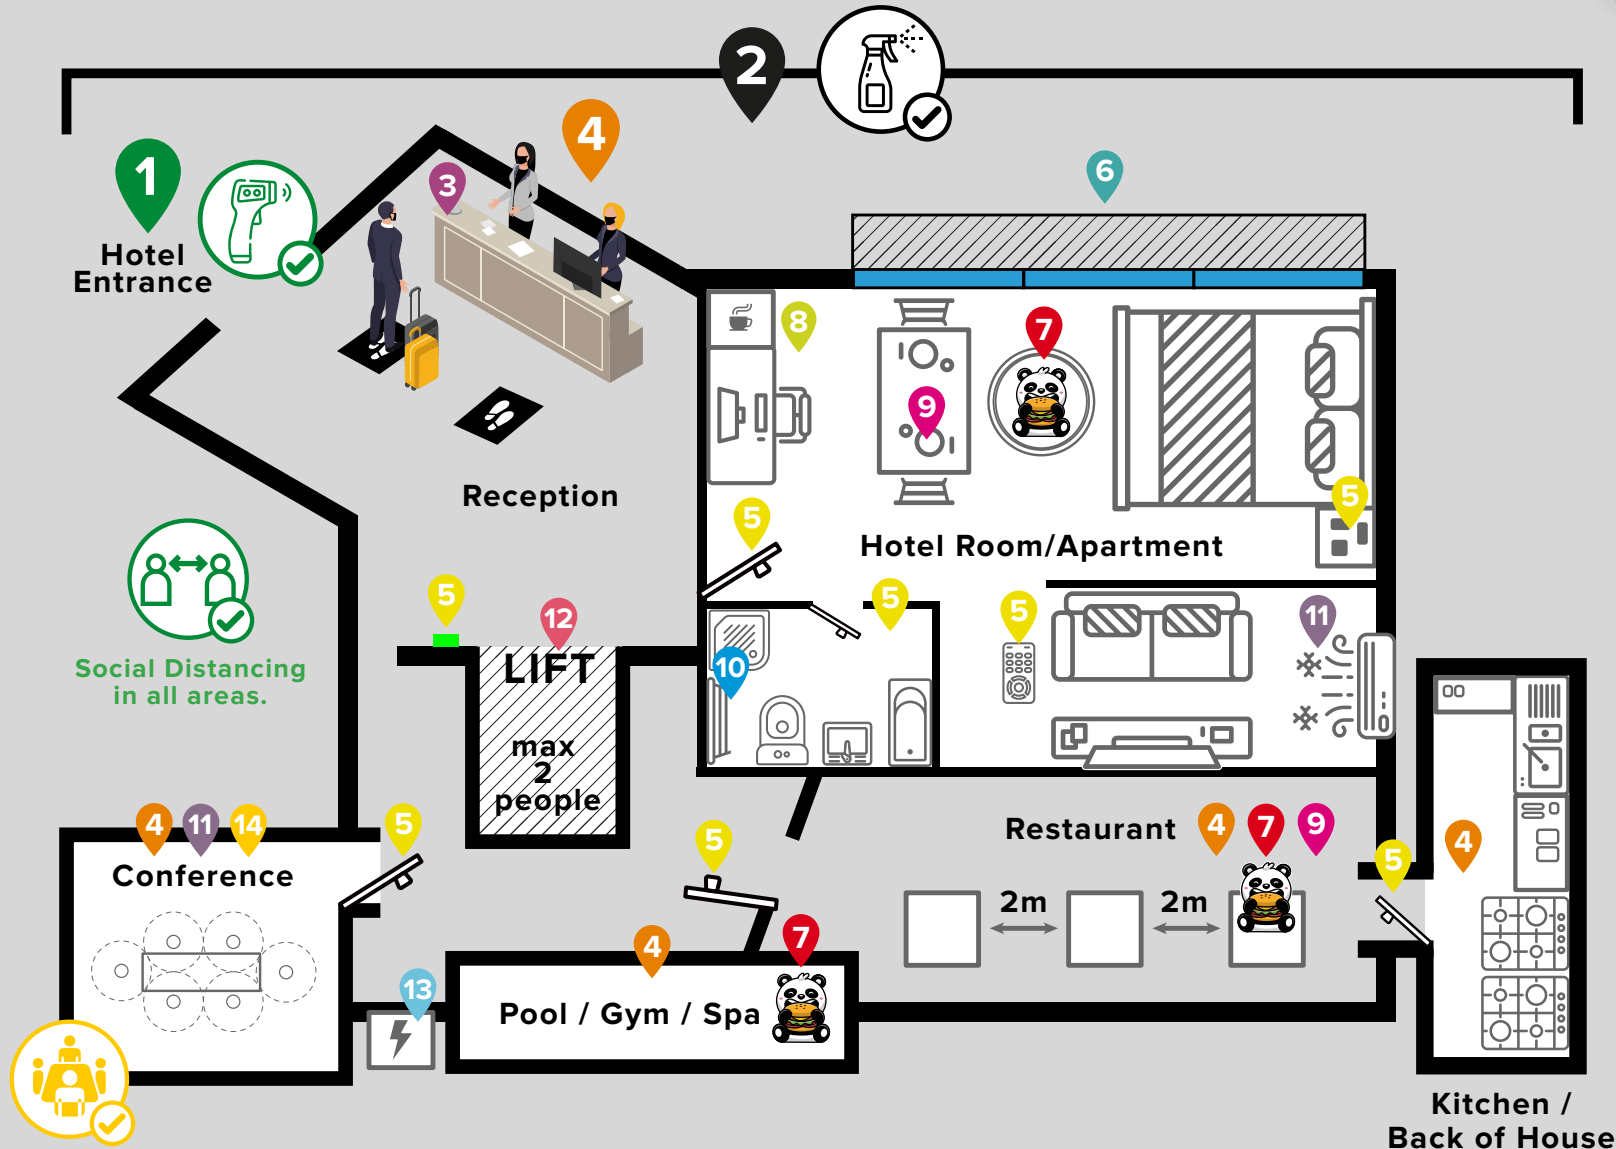 2
1
4
3
6
Hotel
Entrance
8
7
9
5
Reception
5
Hotel Room/Apartment
5
12
5
5
11
LIFT
10
Social Distancing
in all areas.
max
2
people
4
11
14
5
5
Restaurant
4
7
9
5
4
Conference
2m
2m
4
7
13
Pool / Gym / Spa
Kitchen /
Back of House